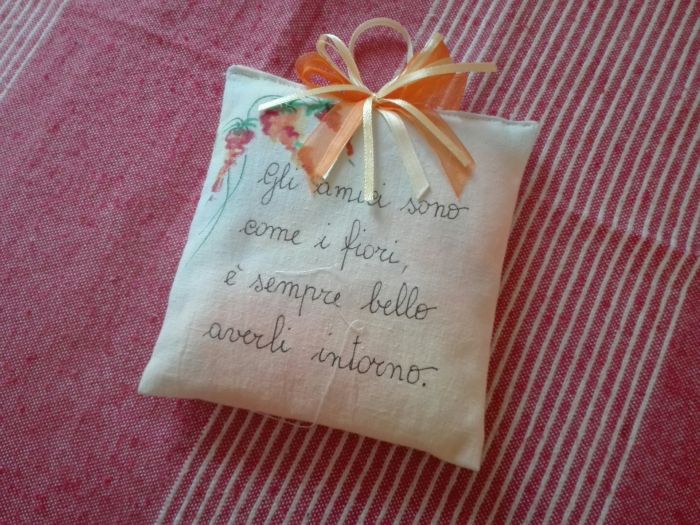 Gli amici sono
come i fiori,
è sempre bello
averli intorno.